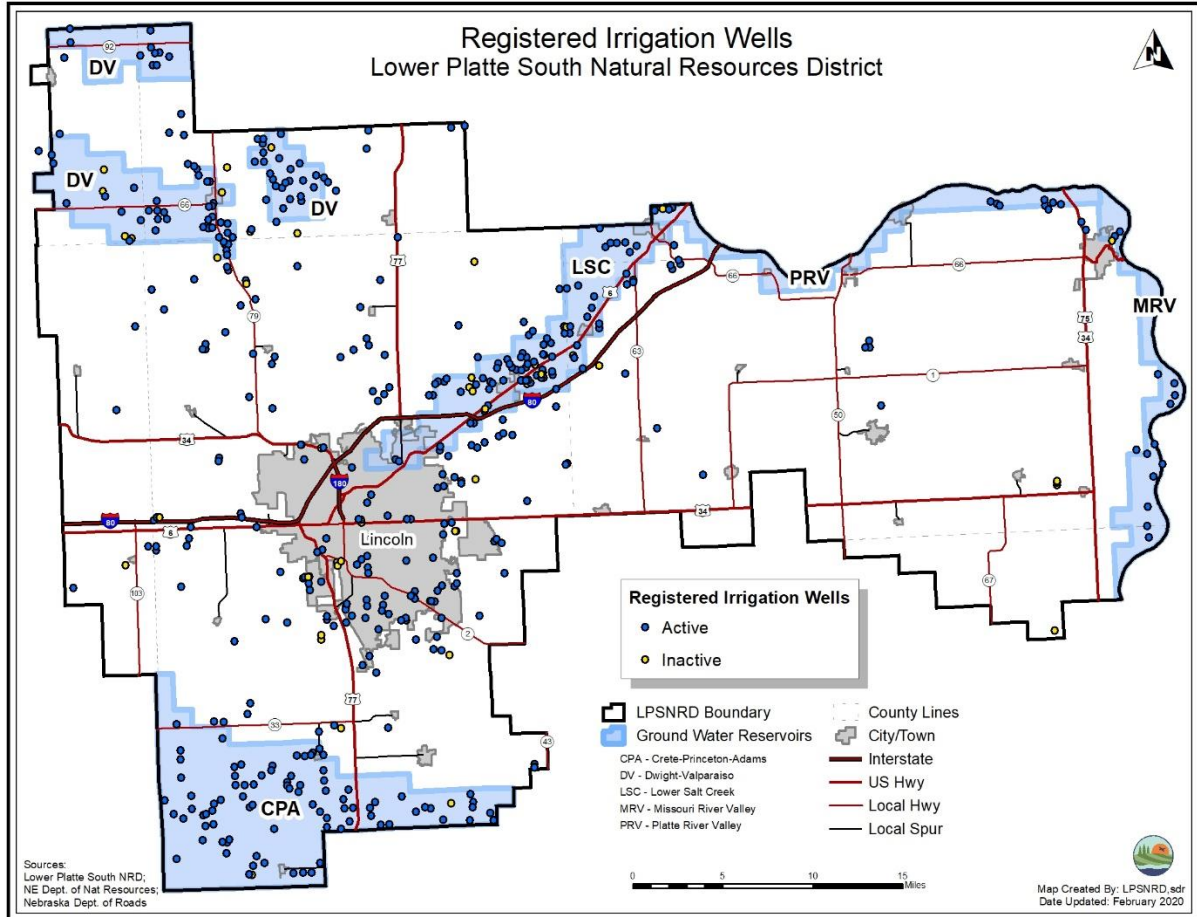 Registered Irrigation Wells
Lower Platte South Natural Resources District
N
92
DV
DV
66
DV
77
79
LSC
6
66
PRV
66
MRV
75
34
63
1
80
50
34
180
80
6
34
Lincoln
103
67
2
77
33
43
CPA
Registered Irrigation Wells
Active
Inactive
LPSNRD Boundary
Ground Water Reservoirs
CPA - Crete-Princeton-Adams
DV - Dwight-Valparaiso
LSC - Lower Salt Creek
MRV - Missouri River Valley
PRV - Platte River Valley
County Lines
City/Town
Interstate
US Hwy
Local Hwy
Local Spur
0 5 10 15
Miles
Sources:
Lower Platte South NRD;
NE Dept. of Nat Resources;
Nebraska Dept. of Roads
Map Created By: LPSNRD,sdr
Date Updated: February 2020